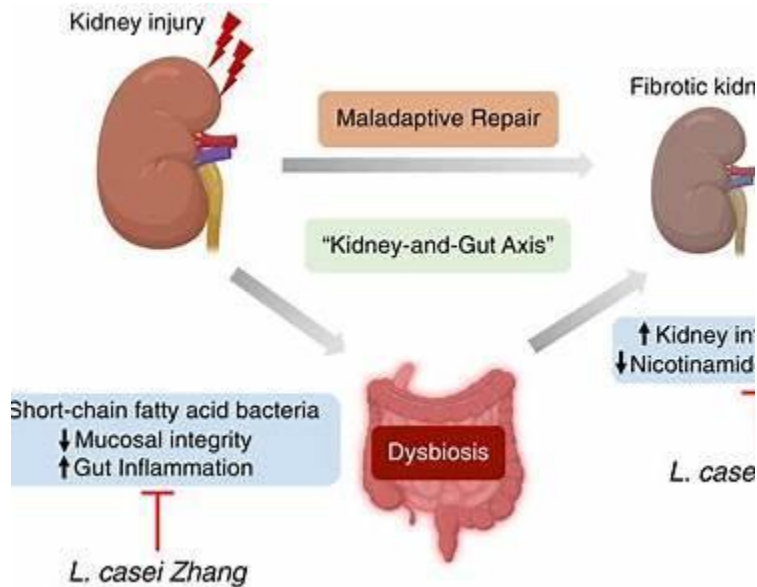 Kidney injury
Maladaptive Repair
Fibrotic kidn
"Kidney-and-Gut Axis"
↑ Kidney in
↓Nicotinamid
Short-chain fatty acid bacteria
↓ Mucosal integrity
↑ Gut Inflammation
Dysbiosis
L. case
L. casei Zhang